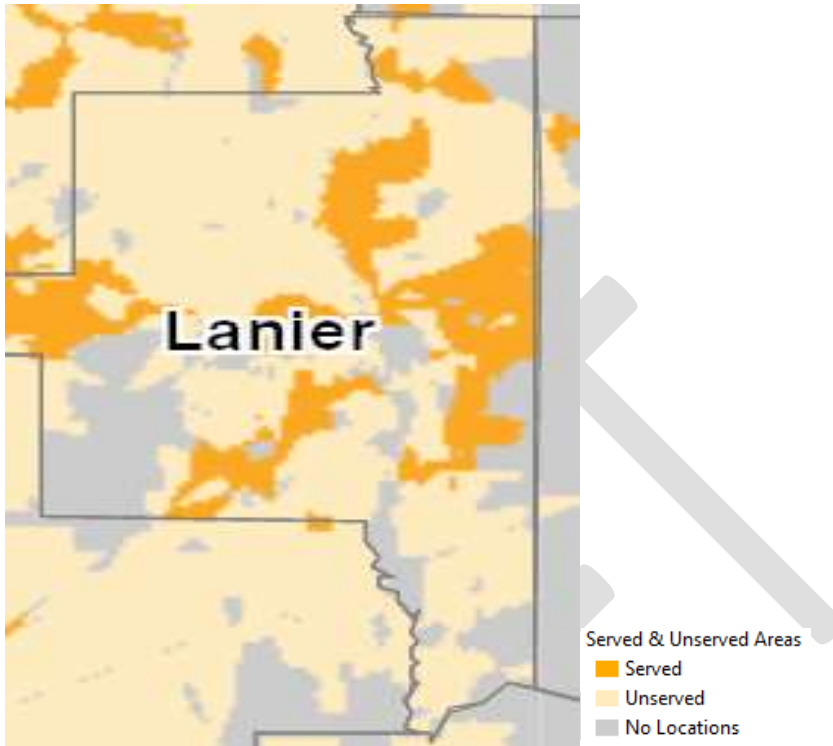 Lanier
Served & Unserved Areas
Served
Unserved
No Locations